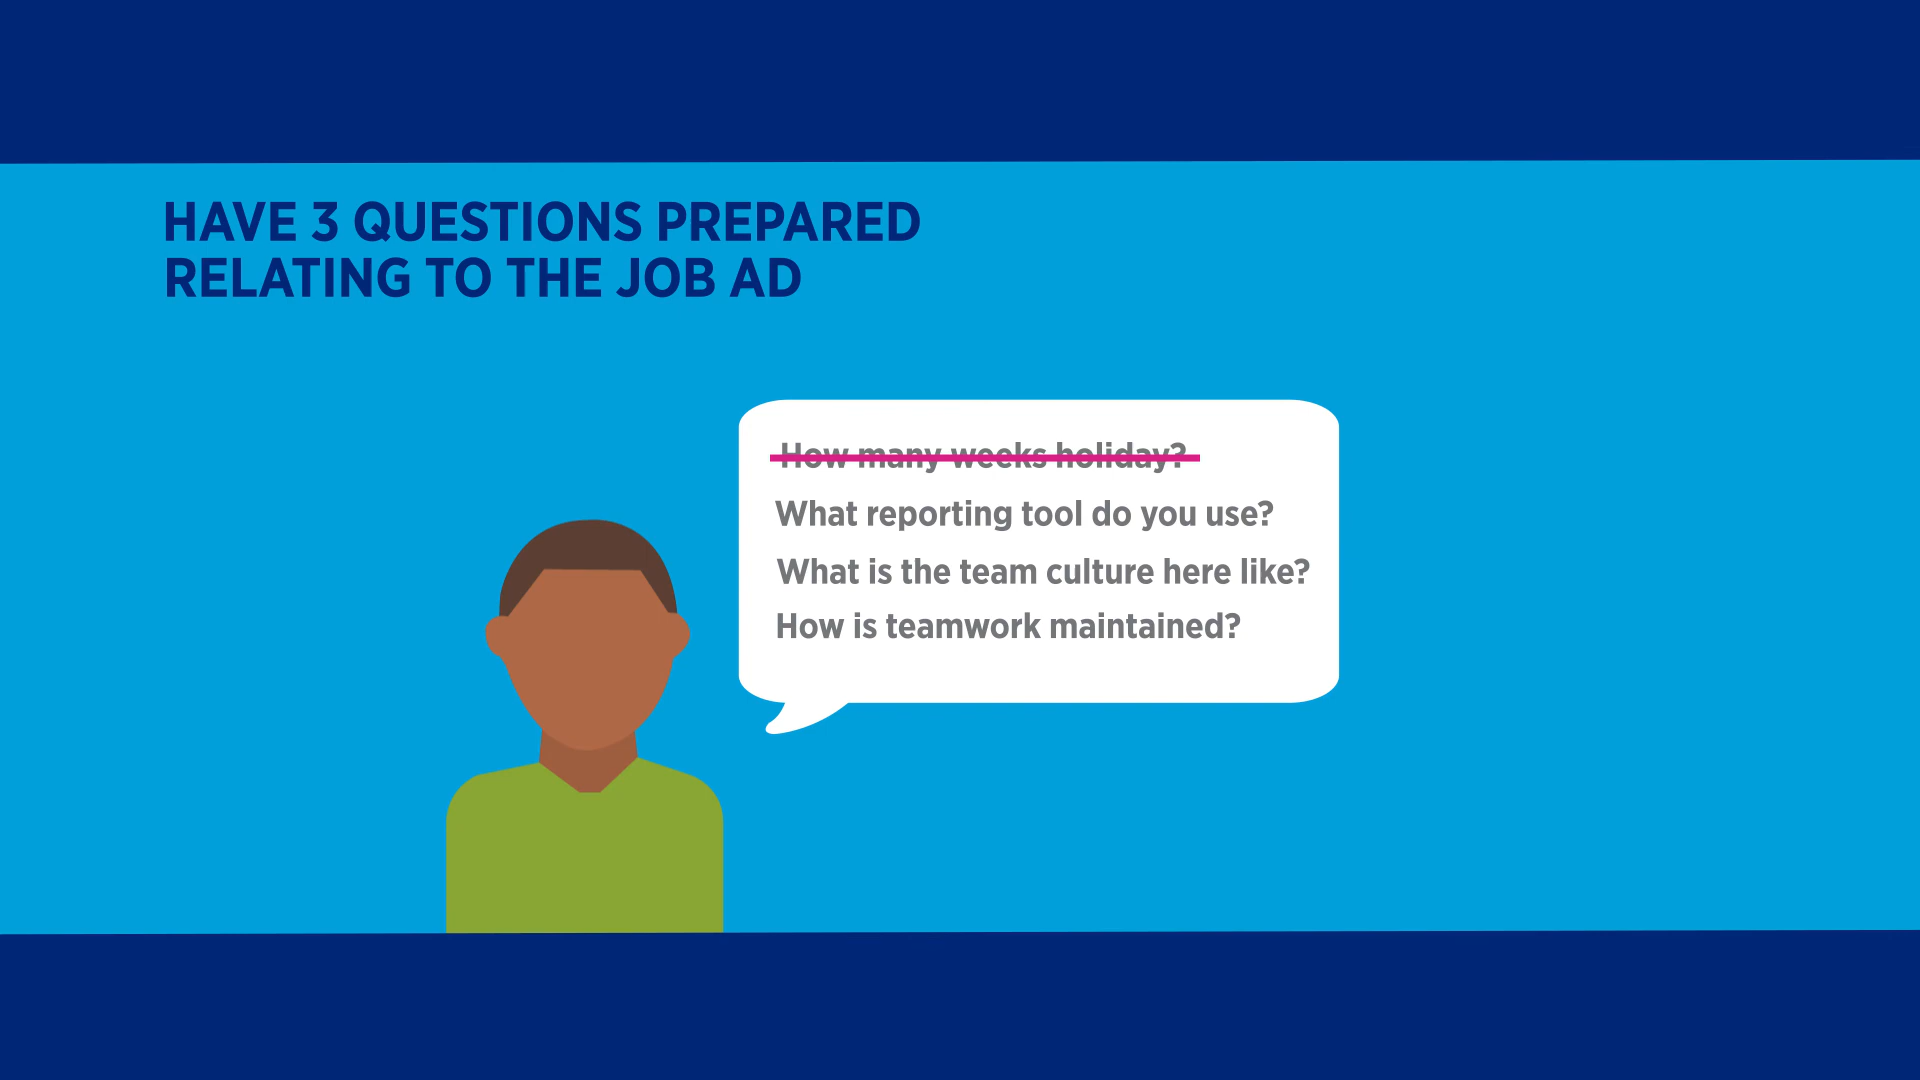 HAVE 3 QUESTIONS PREPARED
RELATING TO THE JOB AD
How many weeks holiday?
What reporting tool do you use?
What is the team culture here like?
How is teamwork maintained?